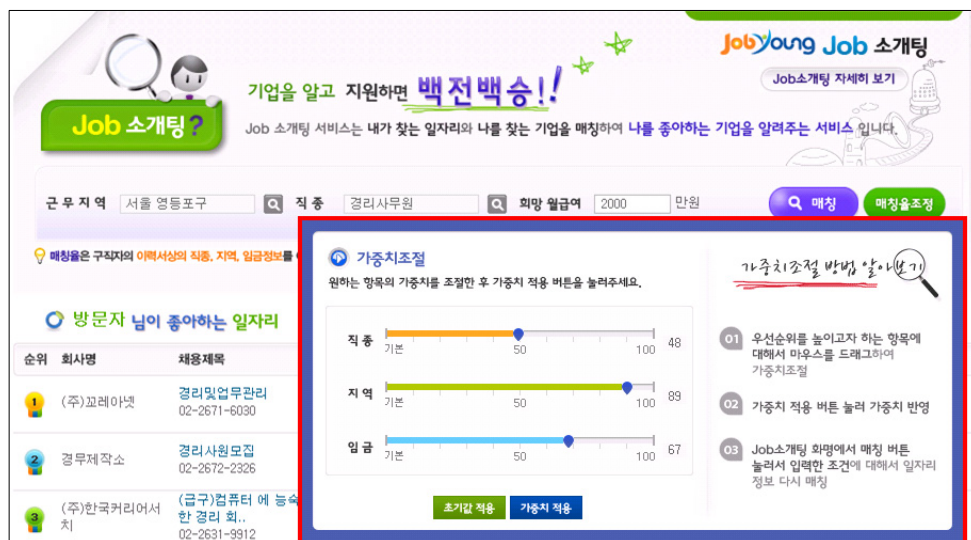 JobYoung Job 소개팅
Job소개팅 자세히 보기
기업을 알고 지원하면 백전백승!!
Job 소개팅?
Job 소개팅 서비스는 내가 찾는 일자리와 나를 찾는 기업을 매칭하여 나를 좋아하는 기업을 알려주는 서비스 입니다.
근 무 지 역 서울 영등포구 직 종 경리사무원 희망 월급여 2000 만원 매칭 매칭율조정
매칭율은 구직자의 이력서상의 직종, 지역, 임금정보를
방문자 님이 좋아하는 일자리
순위 회사명 채용제목
1 (주)꼬레아넷 경리및업무관리
02-2671-6030
2 경무제작소 경리사원모집
02-2672-2326
3 (주)한국커리어서치 (급구)컴퓨터 에 능숙한 경리 회..
02-2631-9912
가중치조절
원하는 항목의 가중치를 조절한 후 가중치 적용 버튼을 눌러주세요.
직 종 기본 50 100 48
지 역 기본 50 100 89
임 금 기본 50 100 67
초기값 적용 가중치 적용
가중치조절 방법 알아보기
01 우선순위를 높이고자 하는 항목에
대해서 마우스를 드래그하여
가중치조절
02 가중치 적용 버튼 눌러 가중치 반영
03 Job소개팅 화명에서 매칭 버튼
눌러서 입력한 조건에 대해서 일자리
정보 다시 매칭